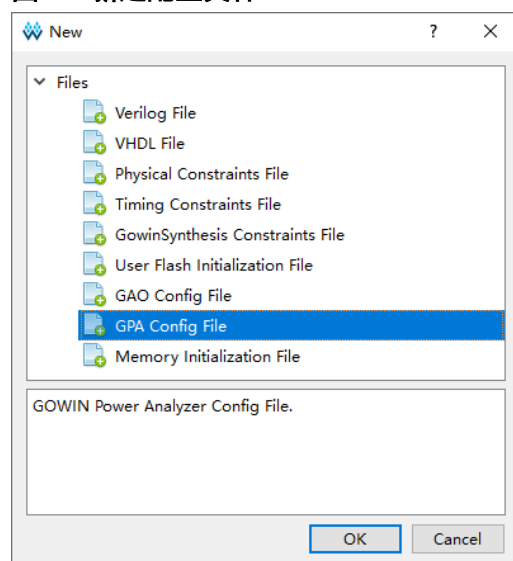 New
?
Files
Verilog File
VHDL File
Physical Constraints File
Timing Constraints File
GowinSynthesis Constraints File
User Flash Initialization File
GAO Config File
GPA Config File
Memory Initialization File
GOWIN Power Analyzer Config File.
OK Cancel